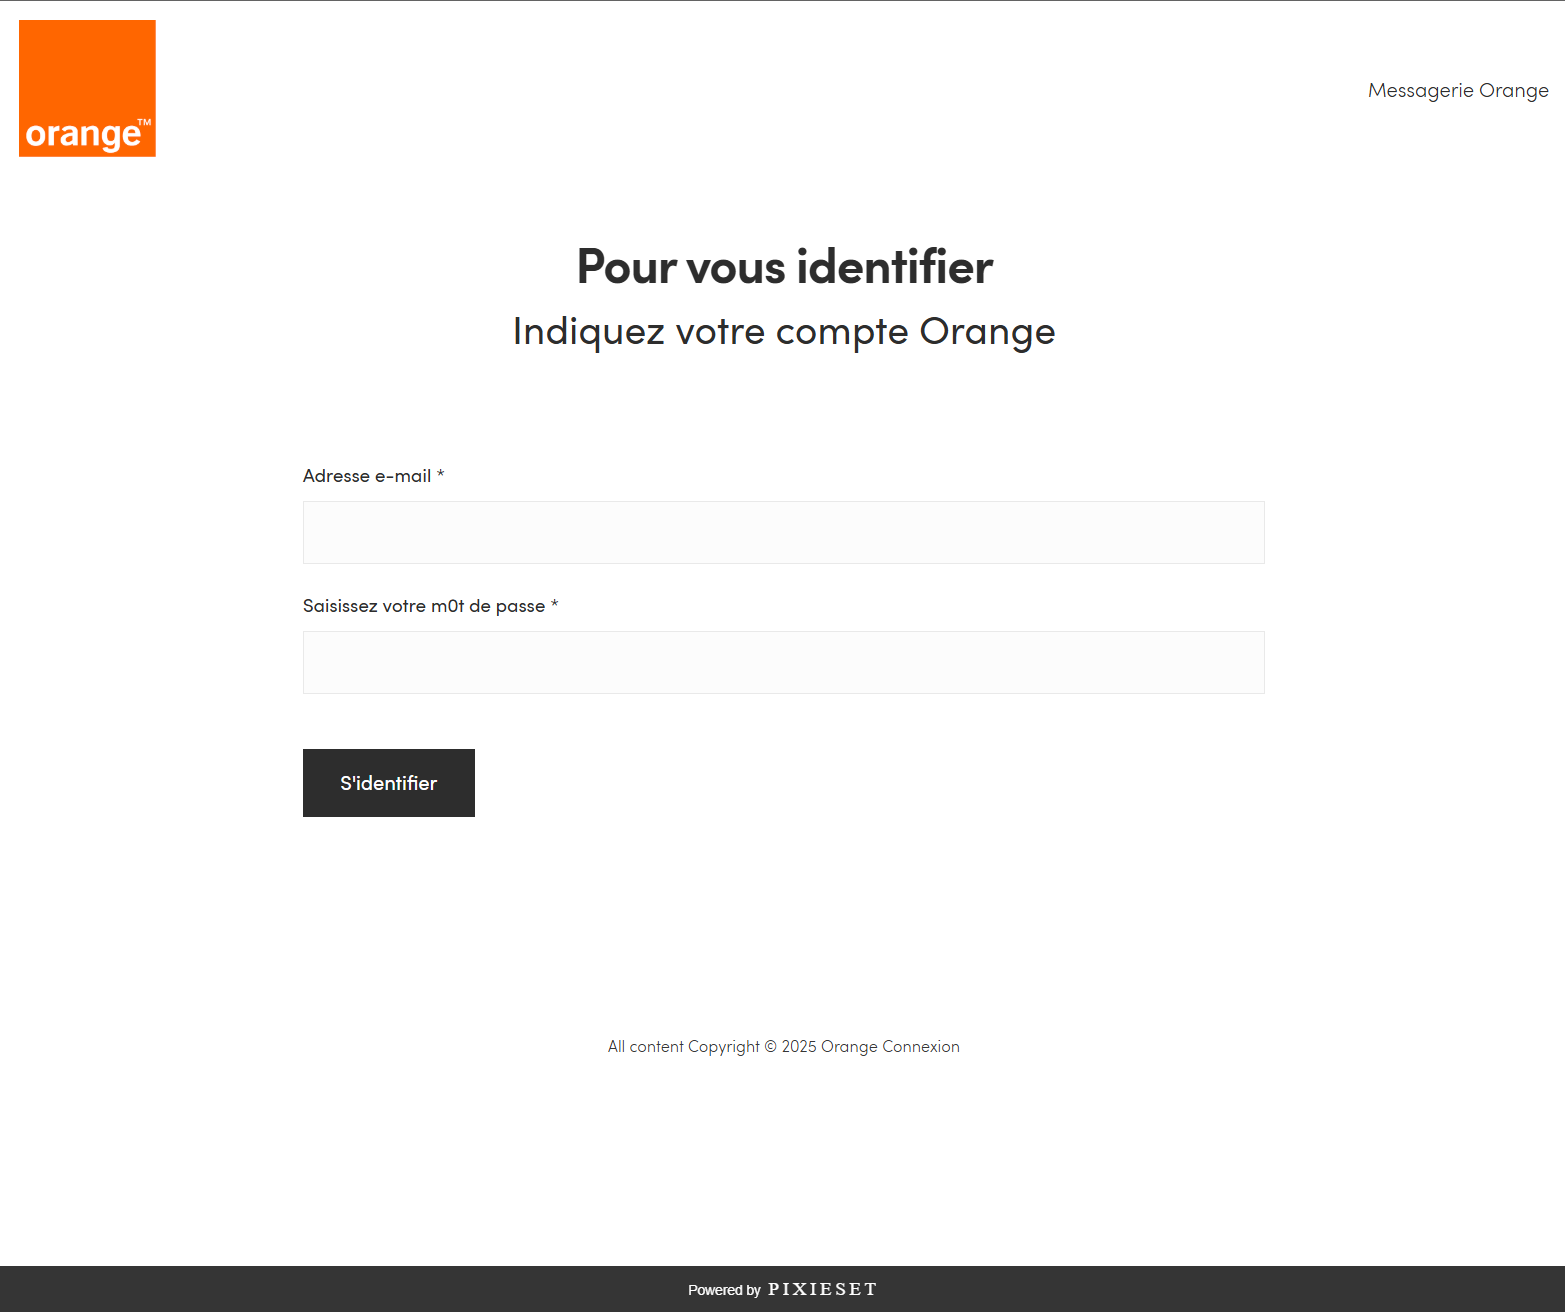 orange™
Messagerie Orange
Pour vous identifier
Indiquez votre compte Orange
Adresse e-mail *
Saisissez votre m0t de passe *
S'identifier
All content Copyright © 2025 Orange Connexion
Powered by PIXIESET